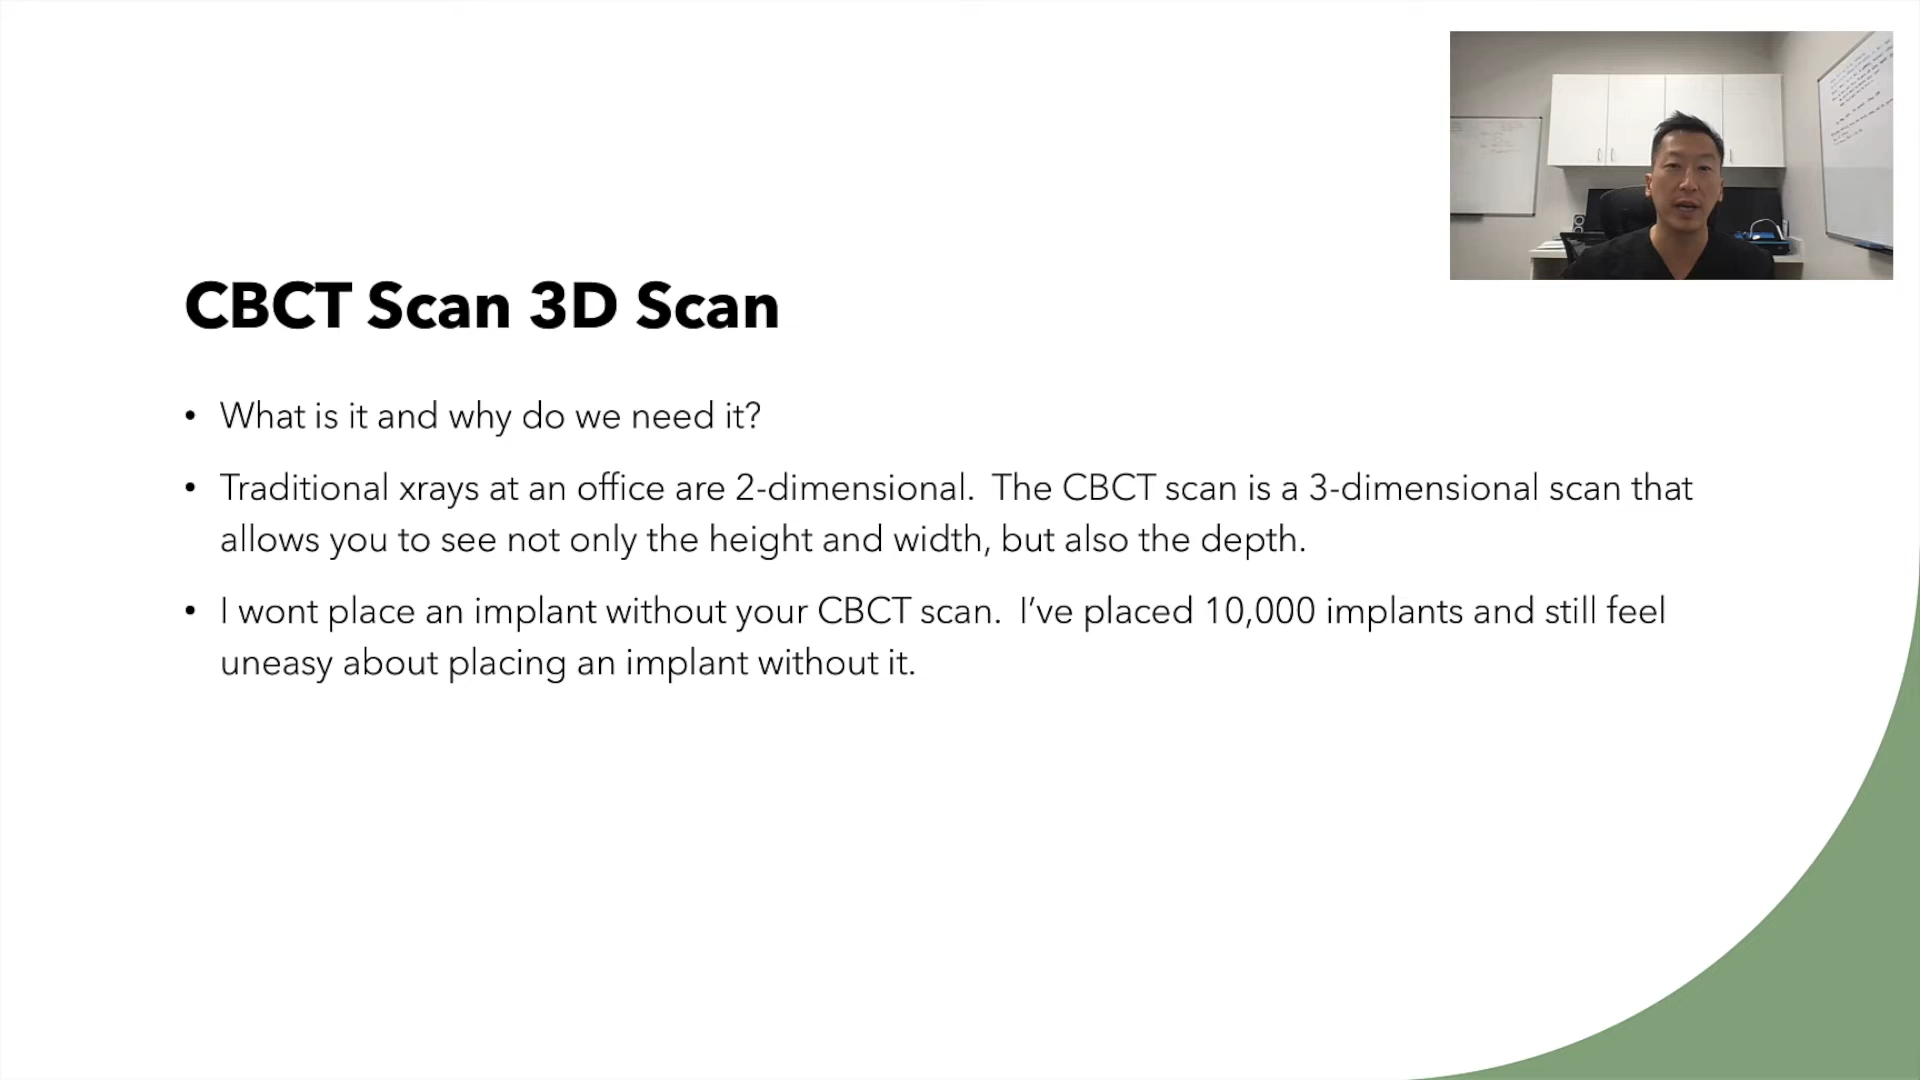 CBCT Scan 3D Scan
• What is it and why do we need it?
• Traditional xrays at an office are 2-dimensional.  The CBCT scan is a 3-dimensional scan that
allows you to see not only the height and width, but also the depth.
• I wont place an implant without your CBCT scan.  I’ve placed 10,000 implants and still feel
uneasy about placing an implant without it.